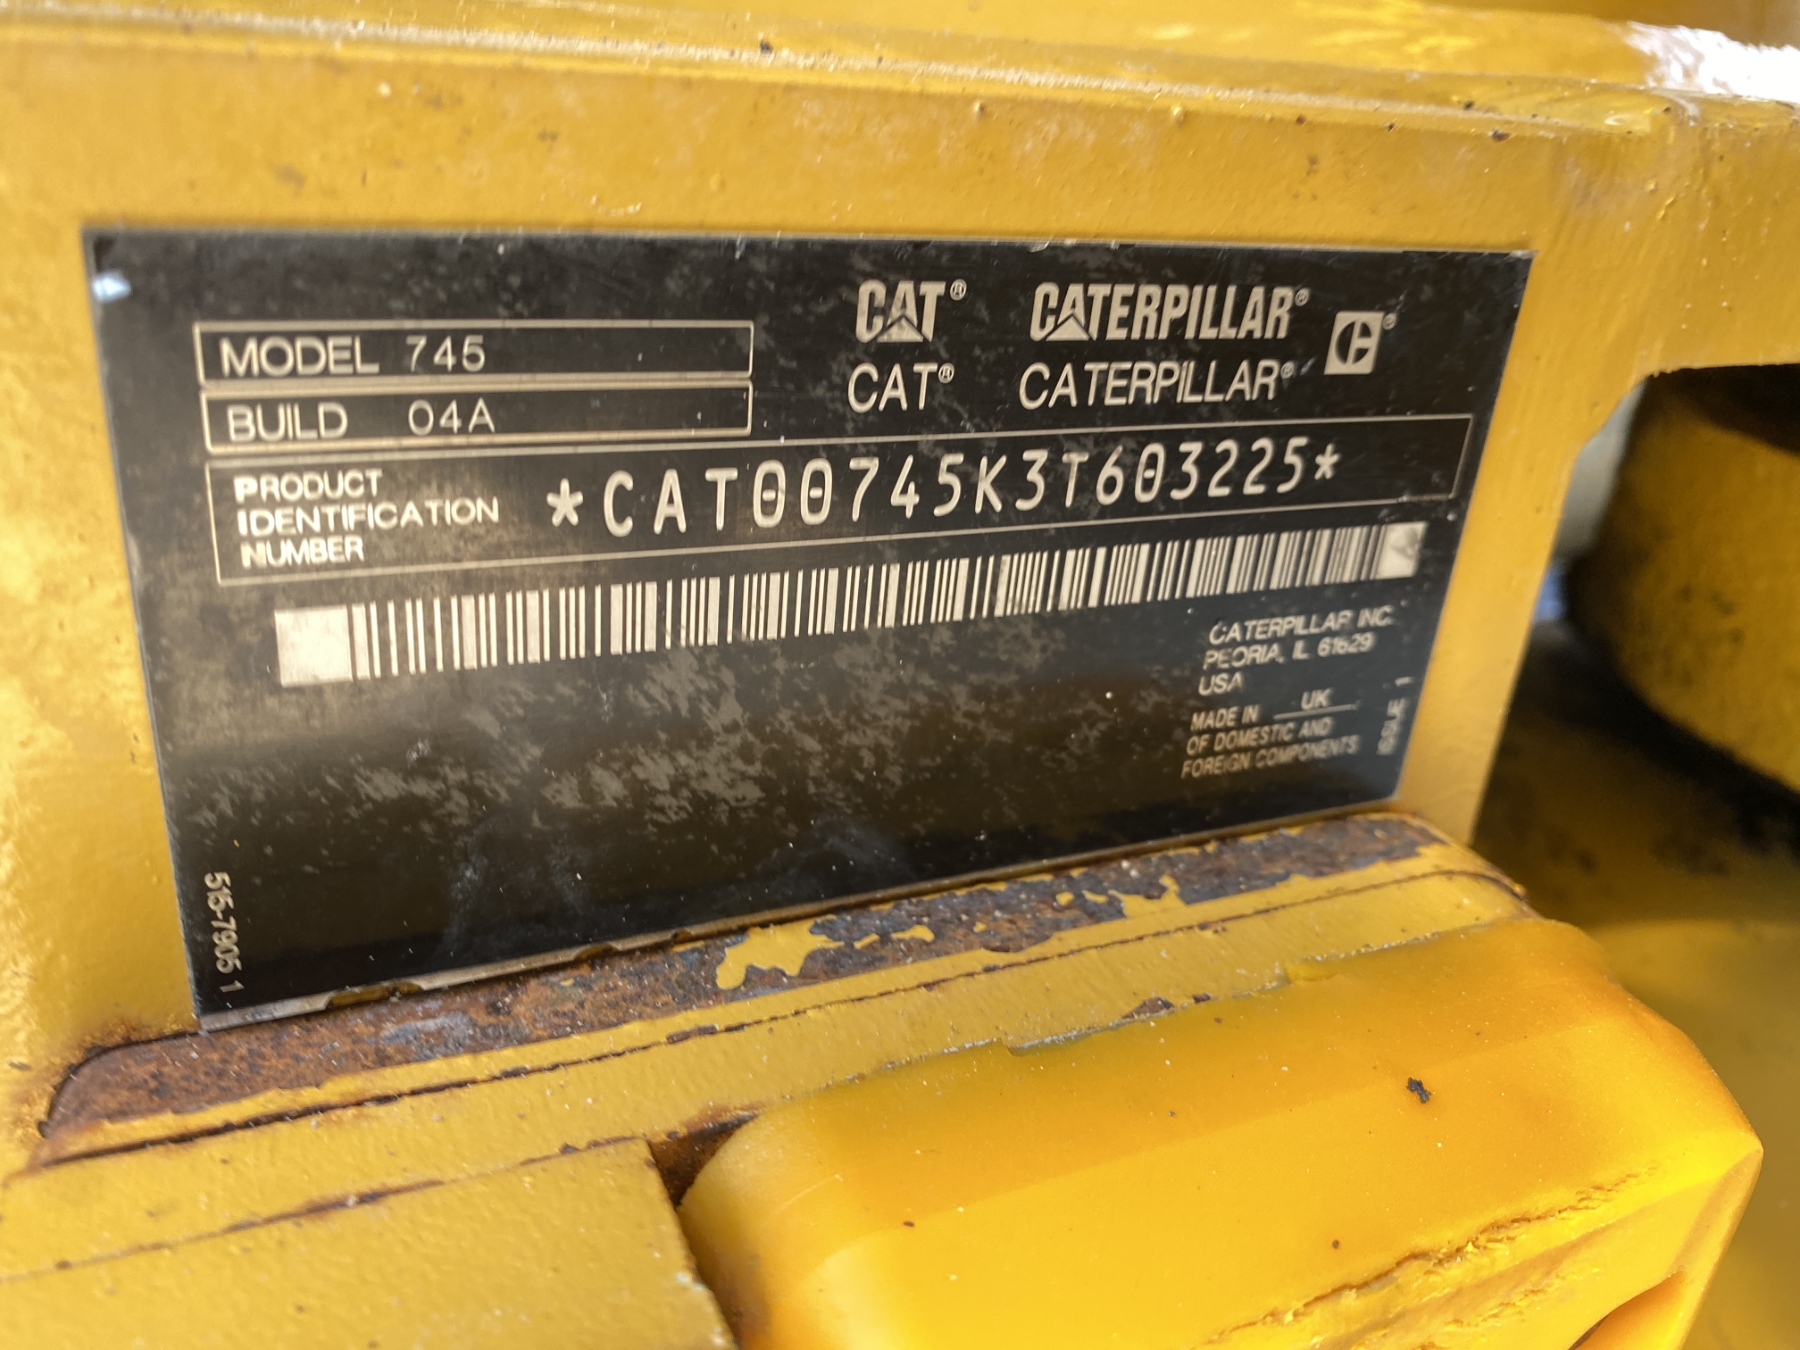 MODEL 745
BUILD 04A
CAT® CATERPILLAR®
CAT® CATERPILLAR®
PRODUCT
IDENTIFICATION
NUMBER
*CAT00745K3T603225*
CATERPILLAR INC.
PEORIA, IL 61629
USA
MADE IN UK
OF DOMESTIC AND
FOREIGN COMPONENTS
ISSUE 1
515-7905 1